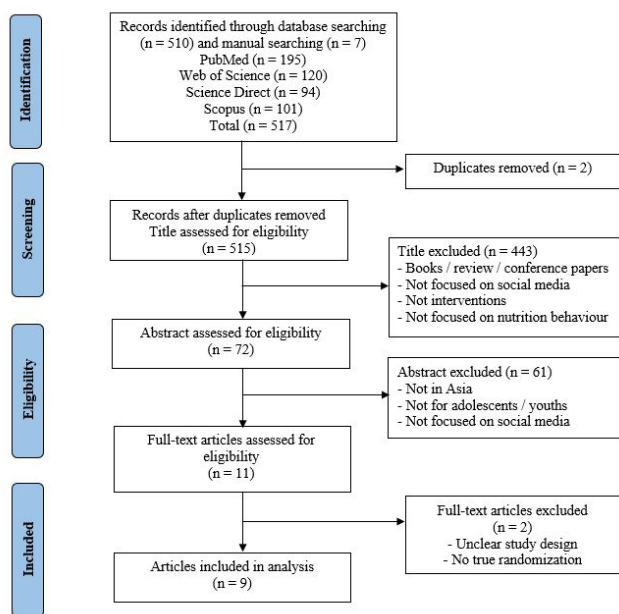 Identification
Records identified through database searching
(n = 510) and manual searching (n = 7)
PubMed (n = 195)
Web of Science (n = 120)
Science Direct (n = 94)
Scopus (n = 101)
Total (n = 517)
Duplicates removed (n = 2)
Screening
Records after duplicates removed
Title assessed for eligibility
(n = 515)
Title excluded (n = 443)
- Books / review / conference papers
- Not focused on social media
- Not interventions
- Not focused on nutrition behaviour
Eligibility
Abstract assessed for eligibility
(n = 72)
Abstract excluded (n = 61)
- Not in Asia
- Not for adolescents / youths
- Not focused on social media
Full-text articles assessed for
eligibility
(n = 11)
Included
Full-text articles excluded
(n = 2)
- Unclear study design
- No true randomization
Articles included in analysis
(n = 9)